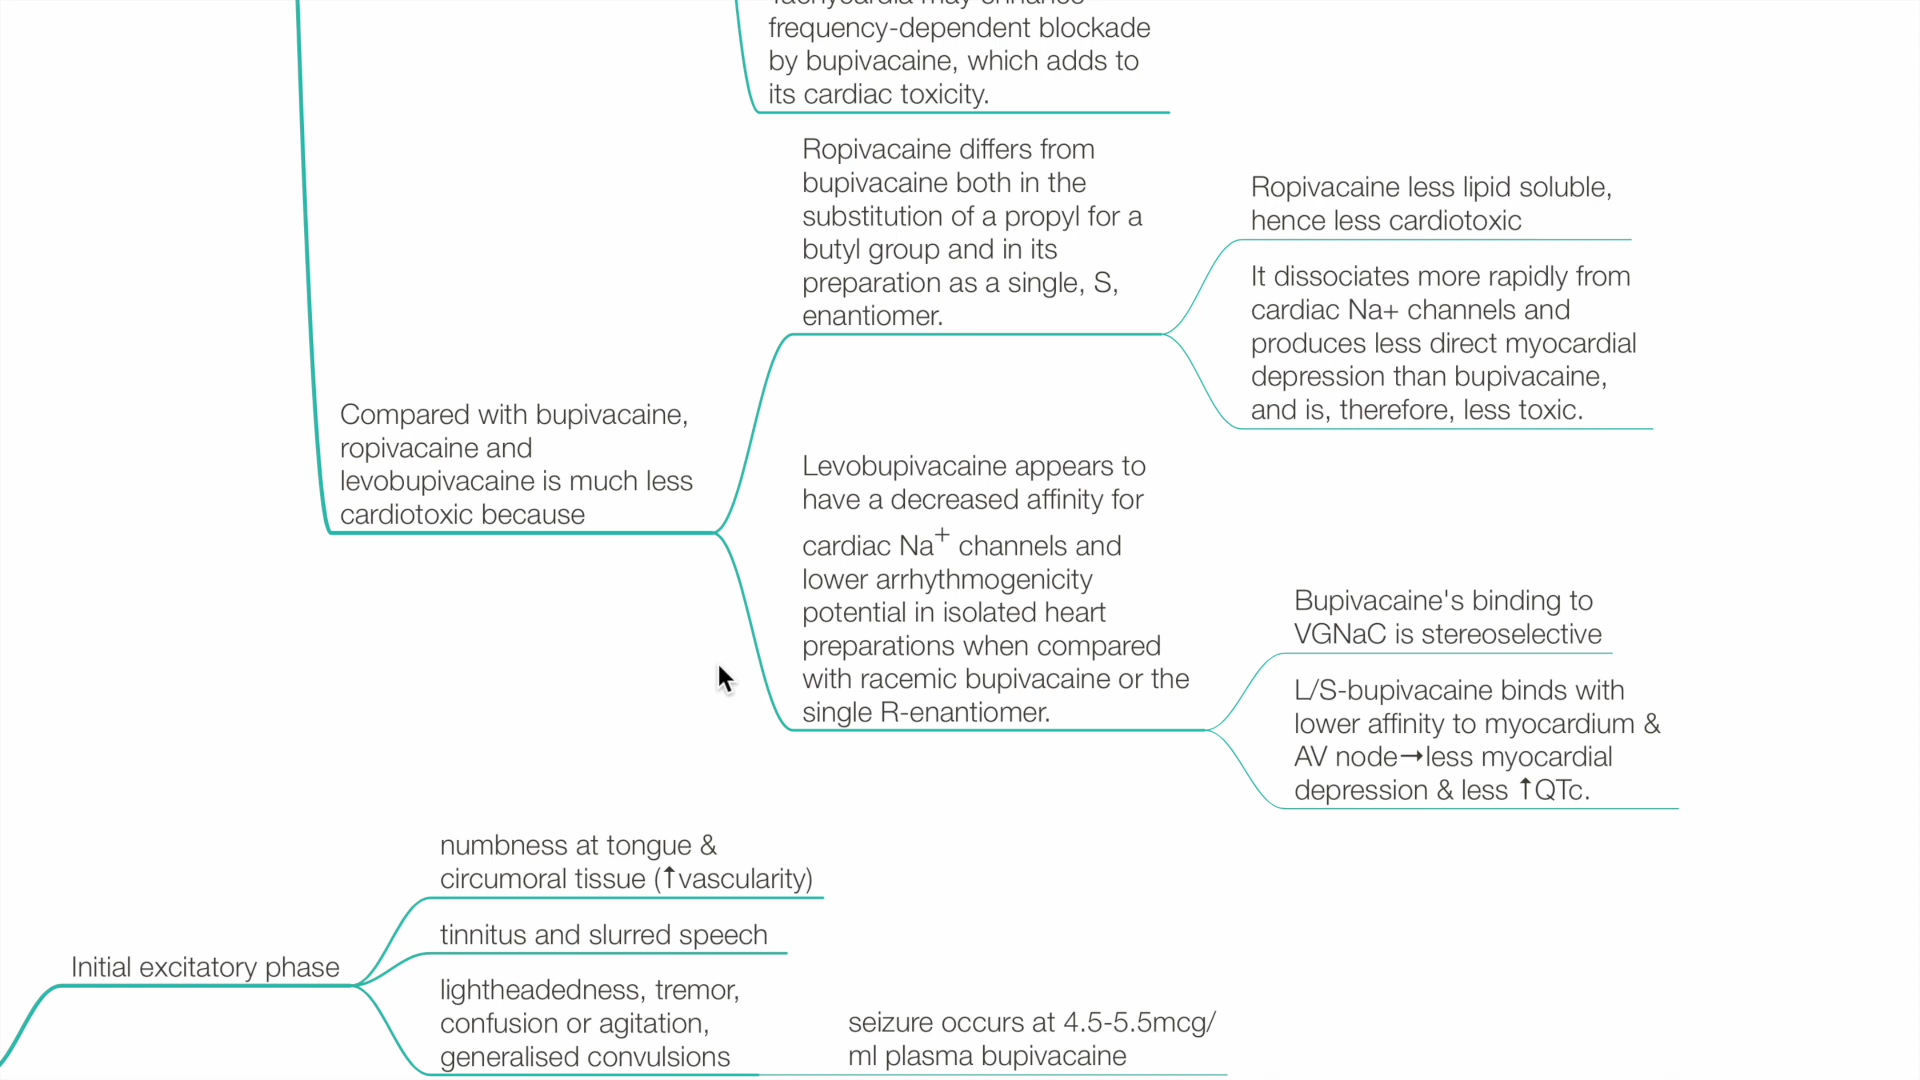 frequency-dependent blockade
by bupivacaine, which adds to
its cardiac toxicity.
Ropivacaine differs from
bupivacaine both in the
substitution of a propyl for a
butyl group and in its
preparation as a single, S,
enantiomer.
Ropivacaine less lipid soluble,
hence less cardiotoxic
It dissociates more rapidly from
cardiac Na+ channels and
produces less direct myocardial
depression than bupivacaine,
and is, therefore, less toxic.
Compared with bupivacaine,
ropivacaine and
levobupivacaine is much less
cardiotoxic because
Levobupivacaine appears to
have a decreased affinity for
cardiac Na⁺ channels and
lower arrhythmogenicity
potential in isolated heart
preparations when compared
with racemic bupivacaine or the
single R-enantiomer.
Bupivacaine's binding to
VGNaC is stereoselective
L/S-bupivacaine binds with
lower affinity to myocardium &
AV node→less myocardial
depression & less ↑QTc.
Initial excitatory phase
numbness at tongue &
circumoral tissue (↑vascularity)
tinnitus and slurred speech
lightheadedness, tremor,
confusion or agitation,
generalised convulsions
seizure occurs at 4.5-5.5mcg/
ml plasma bupivacaine